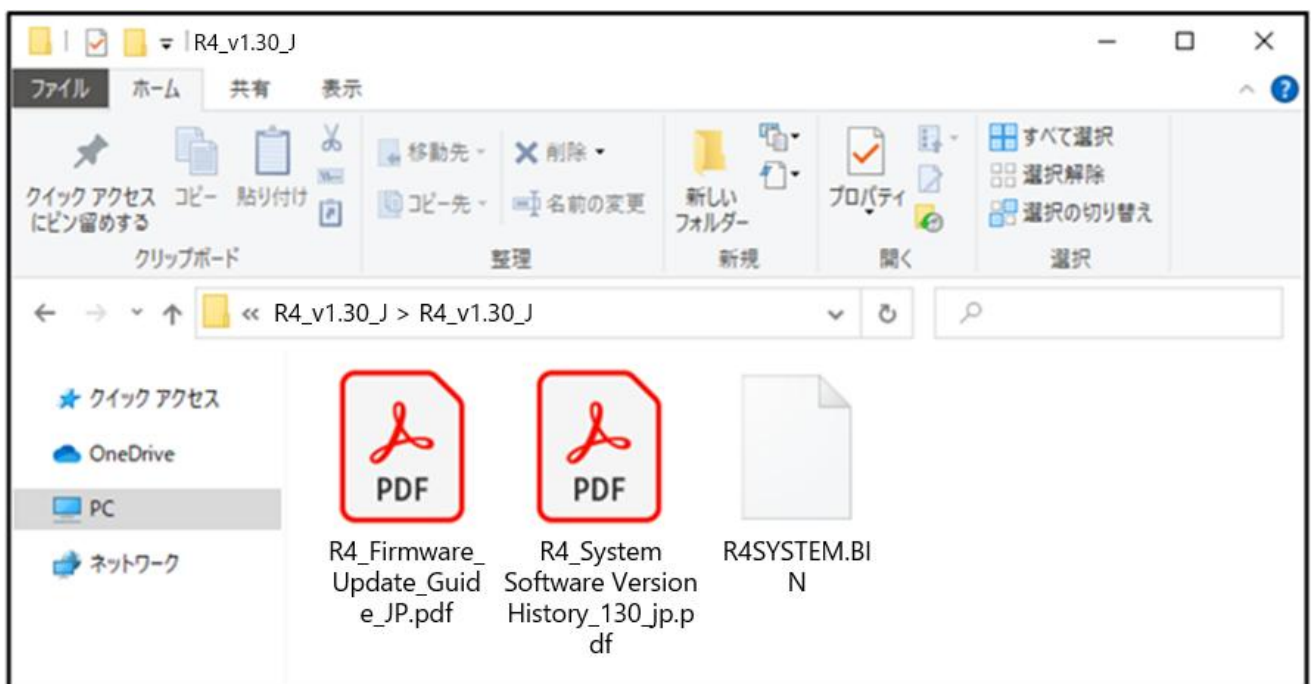 R4_v1.30_J
ファイル ホーム 共有 表示
クイック アクセス
にピン留めする
コピー
貼り付け
移動先
コピー先
削除
名前の変更
新しい
フォルダー
プロパティ
すべて選択
選択解除
選択の切り替え
クリップボード 整理 新規 開く 選択
« R4_v1.30_J > R4_v1.30_J
クイック アクセス
OneDrive
PC
ネットワーク
PDF
R4_Firmware_
Update_Guid
e_JP.pdf
PDF
R4_System
Software Version
History_130_jp.p
df
R4SYSTEM.BI
N